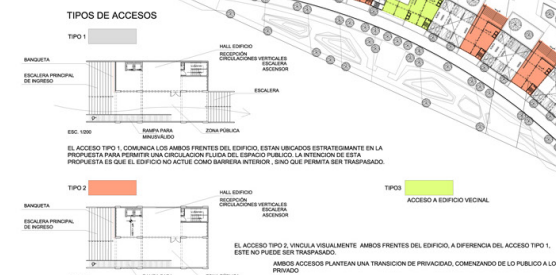 TIPOS DE ACCESOS
TIPO 1
HALL EDIFICIO
RECEPCIÓN
CIRCULACIONES VERTICALES
ESCALERA
ASCENSOR
BANQUETA
ESCALERA PRINCIPAL
DE INGRESO
ESCALERA
ESC. 1/200
RAMPA PARA
MINUSVÁLIDO
ZONA PÚBLICA
EL ACCESO TIPO 1, COMUNICA LOS AMBOS FRENTES DEL EDIFICIO, ESTAN UBICADOS ESTRATEGIMANTE EN LA
PROPUESTA PARA PERMITIR UNA CIRCULACION FLUIDA DEL ESPACIO PUBLICO. LA INTENCION DE ESTA
PROPUESTA ES QUE EL EDIFICIO NO ACTUE COMO BARRERA INTERIOR , SINO QUE PERMITA SER TRASPASADO.
TIPO 2
TIPO3
HALL EDIFICIO
RECEPCIÓN
CIRCULACIONES VERTICALES
ESCALERA
ASCENSOR
ACCESO A EDIFICIO VECINAL
BANQUETA
ESCALERA PRINCIPAL
DE INGRESO
EL ACCESO TIPO 2, VINCULA VISUALMENTE AMBOS FRENTES DEL EDIFICIO, A DIFERENCIA DEL ACCESO TIPO 1,
ESTE NO PUEDE SER TRASPASADO.
AMBOS ACCESOS PLANTEAN UNA TRANSICION DE PRIVACIDAD, COMENZANDO DE LO PUBLICO A LO
PRIVADO